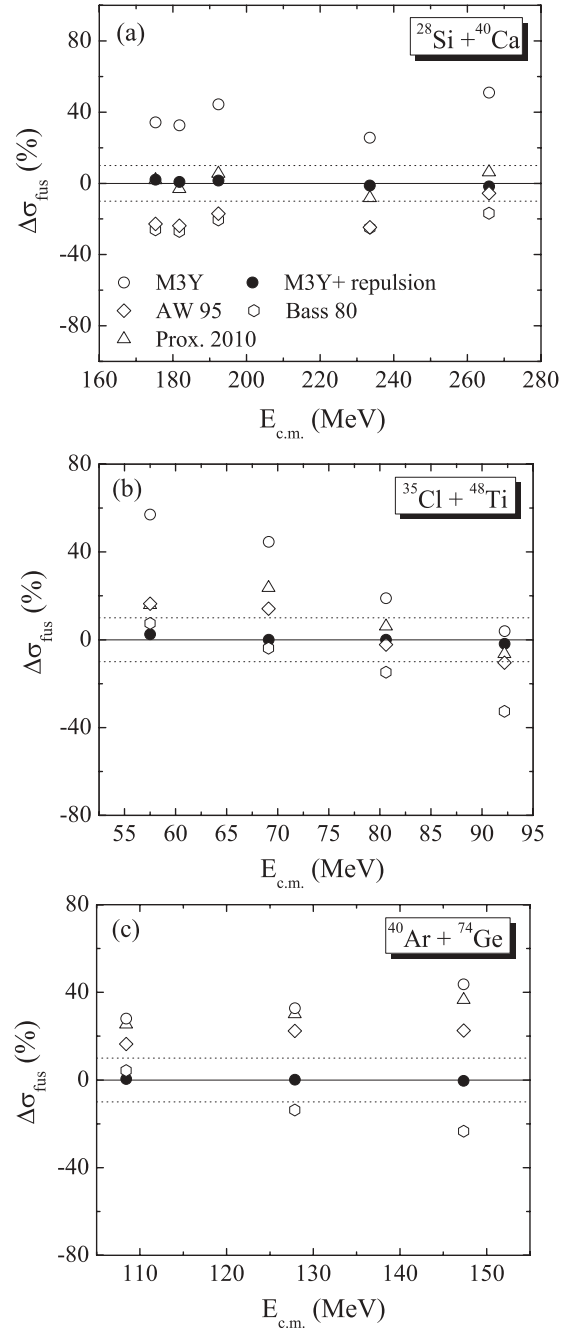 (a)
²⁸Si + ⁴⁰Ca
80
40
0
-40
-80
Δσfus (%)
M3Y
M3Y+ repulsion
AW 95
Bass 80
Prox. 2010
160 180 200 220 240 260 280
Ec.m. (MeV)
(b)
³⁵Cl + ⁴⁸Ti
80
40
0
-40
-80
Δσfus (%)
55 60 65 70 75 80 85 90 95
Ec.m. (MeV)
(c)
⁴⁰Ar + ⁷⁴Ge
80
40
0
-40
-80
Δσfus (%)
110 120 130 140 150
Ec.m. (MeV)